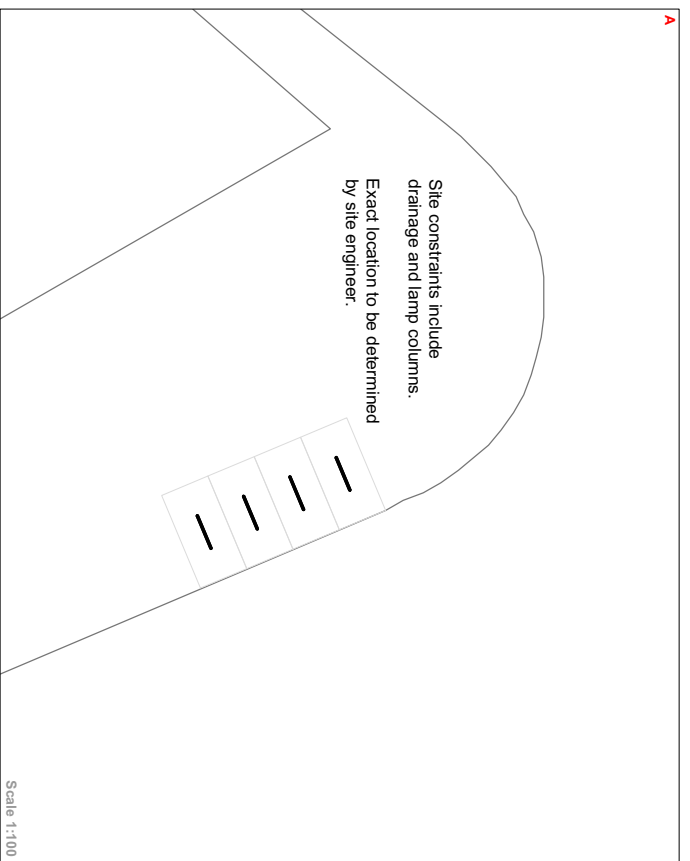 A
Site constraints include
drainage and lamp columns.
Exact location to be determined
by site engineer.
Scale 1:100